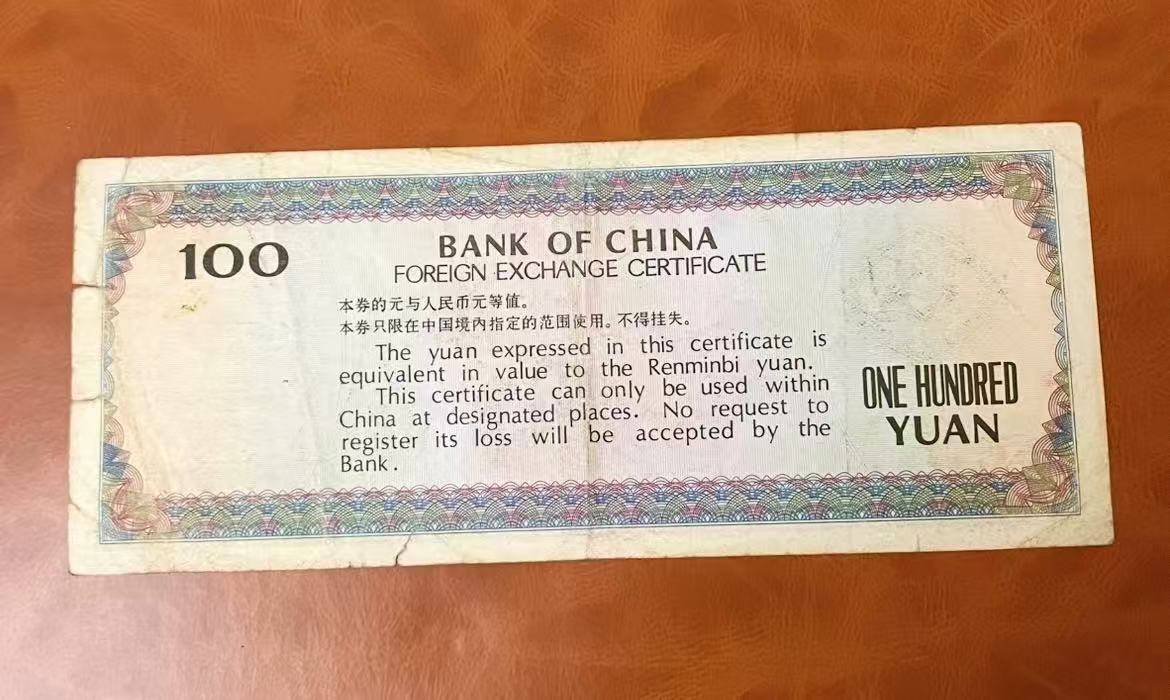 100
BANK OF CHINA
FOREIGN EXCHANGE CERTIFICATE
本券的元与人民币元等值。
本券只限在中国境内指定的范围使用。不得挂失。
The yuan expressed in this certificate is
equivalent in value to the Renminbi yuan.
This certificate can only be used within
China at designated places. No request to
register its loss will be accepted by the
Bank.
ONE HUNDRED
YUAN